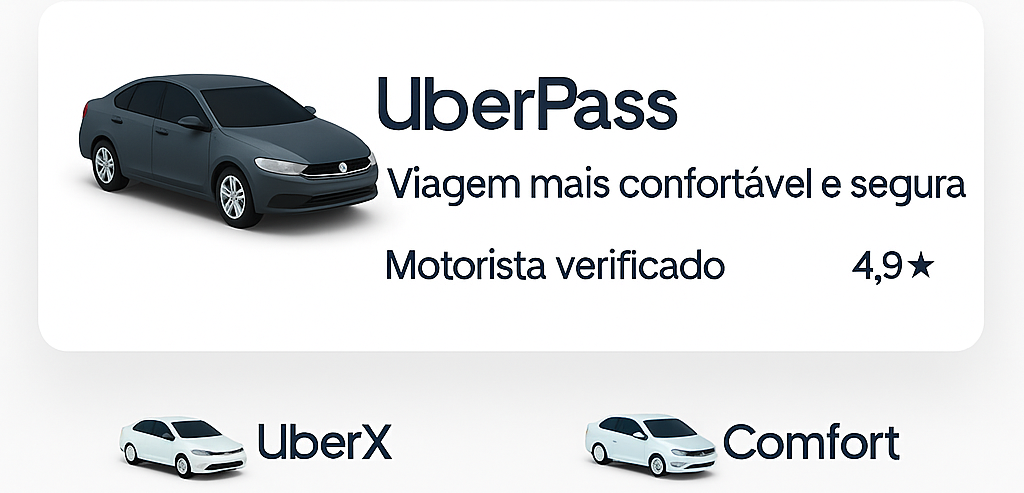 UberPass
Viagem mais confortável e segura
Motorista verificado 4,9★
UberX Comfort